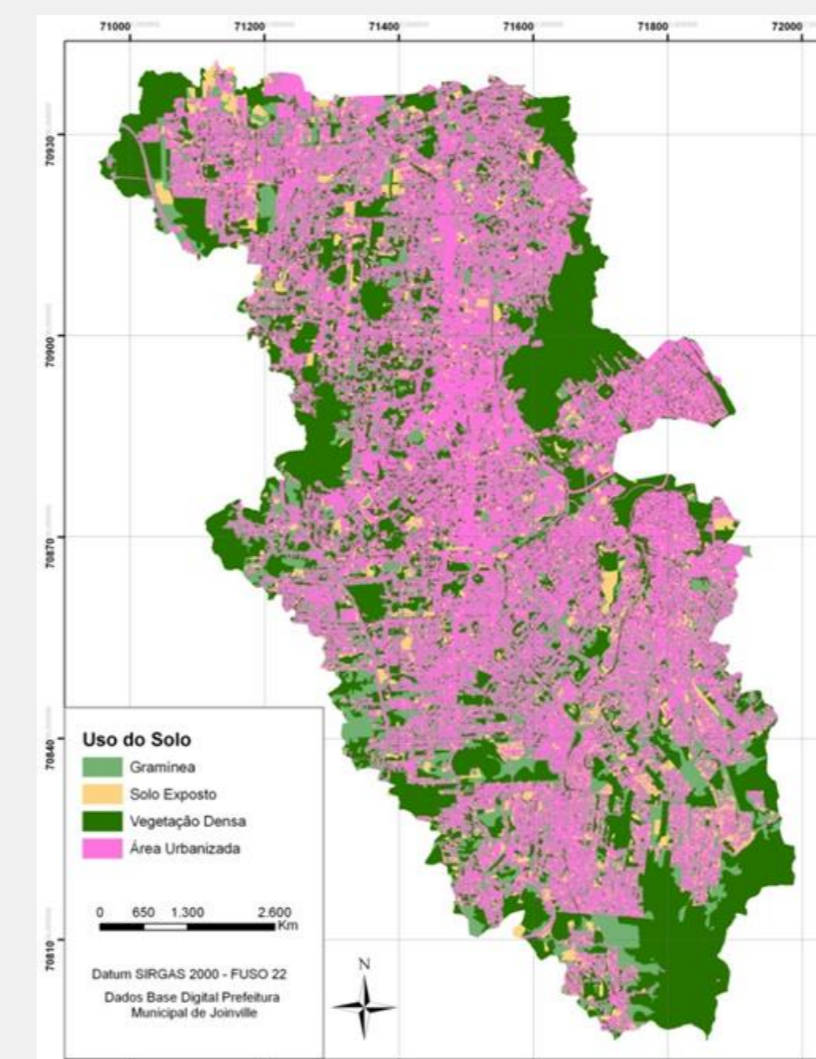 71000 71200 71400 71600 71800 72000
70930
70900
70870
70840
70810
Uso do Solo
Gramínea
Solo Exposto
Vegetação Densa
Área Urbanizada
0 650 1.300 2.600
Km
Datum SIRGAS 2000 - FUSO 22
Dados Base Digital Prefeitura
Municipal de Joinville
N